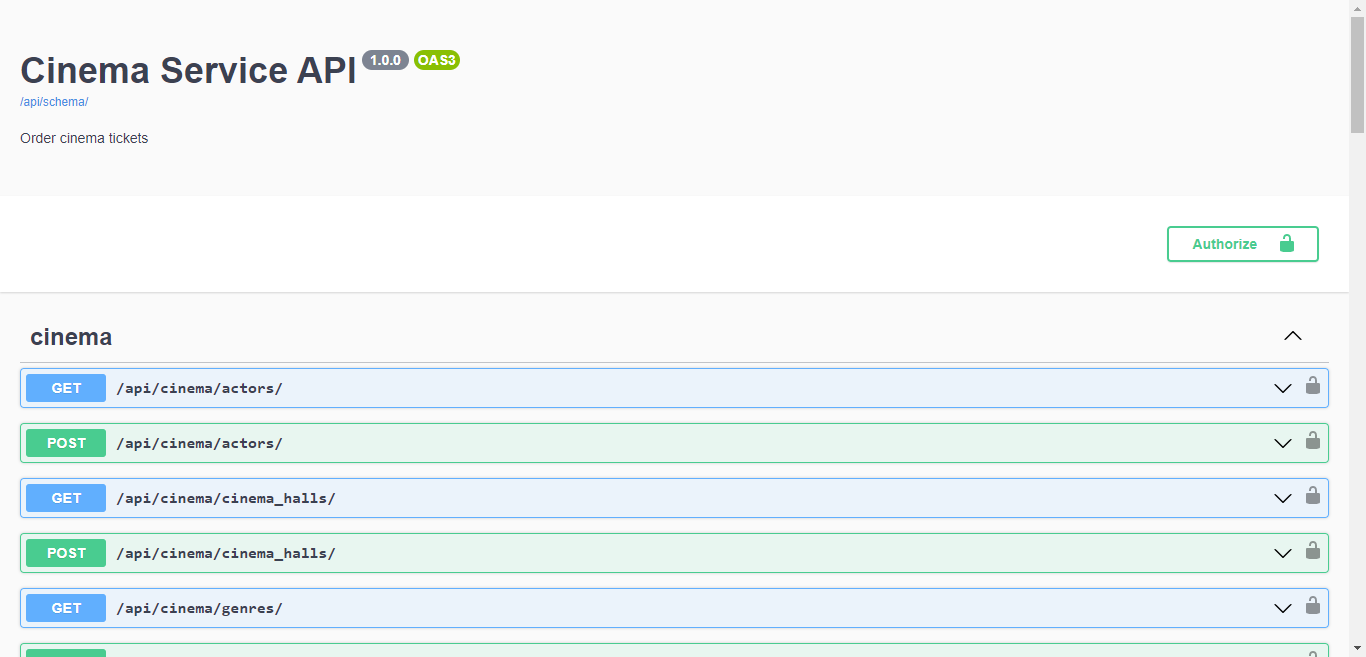 Cinema Service API 1.0.0 OAS3
/api/schema/
Order cinema tickets
Authorize
cinema
GET /api/cinema/actors/
POST /api/cinema/actors/
GET /api/cinema/cinema_halls/
POST /api/cinema/cinema_halls/
GET /api/cinema/genres/